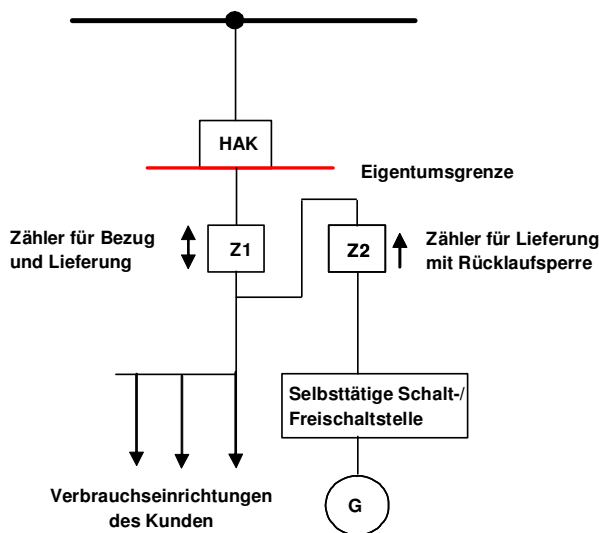 HAK
Eigentumsgrenze
Zähler für Bezug
und Lieferung
Z1
Z2
Zähler für Lieferung
mit Rücklaufsperre
Selbsttätige Schalt-/
Freischaltstelle
Verbrauchseinrichtungen
des Kunden
G